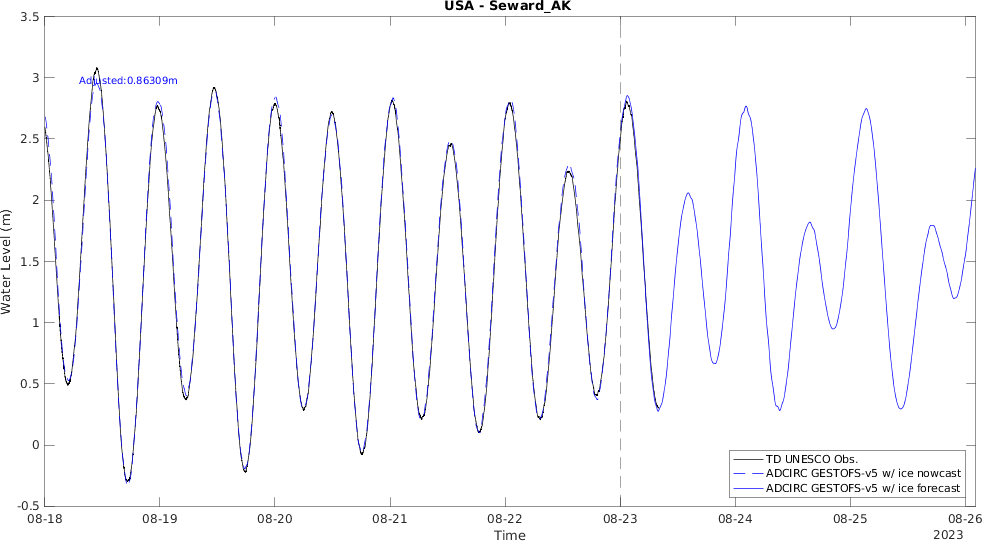 USA - Seward_AK
3.5
3
2.5
2
1.5
1
0.5
0
-0.5
Water Level (m)
Adjusted:0.86309m
TD UNESCO Obs.
ADCIRC GESTOFS-v5 w/ ice nowcast
ADCIRC GESTOFS-v5 w/ ice forecast
08-18 08-19 08-20 08-21 08-22 08-23 08-24 08-25 08-26
Time
2023